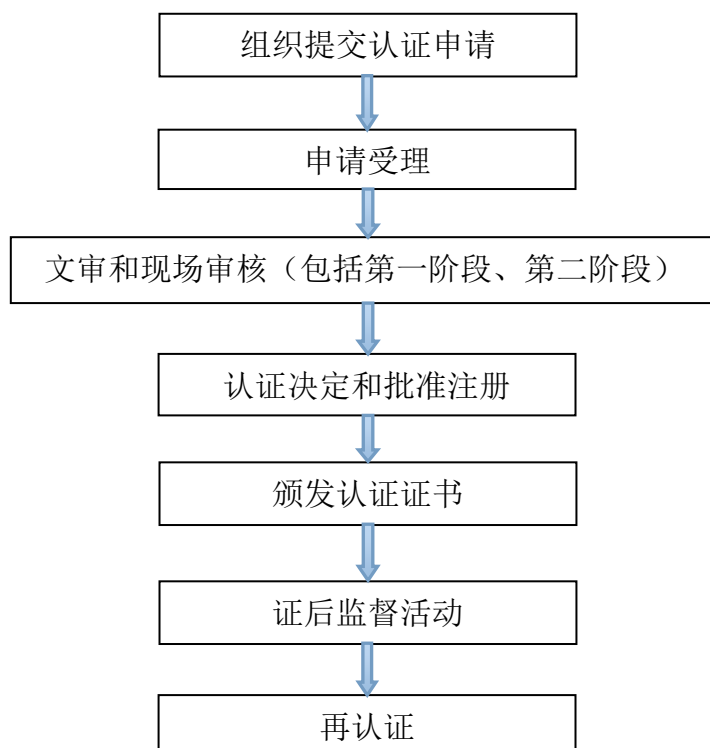 组织提交认证申请
申请受理
文审和现场审核（包括第一阶段、第二阶段）
认证决定和批准注册
颁发认证证书
证后监督活动
再认证